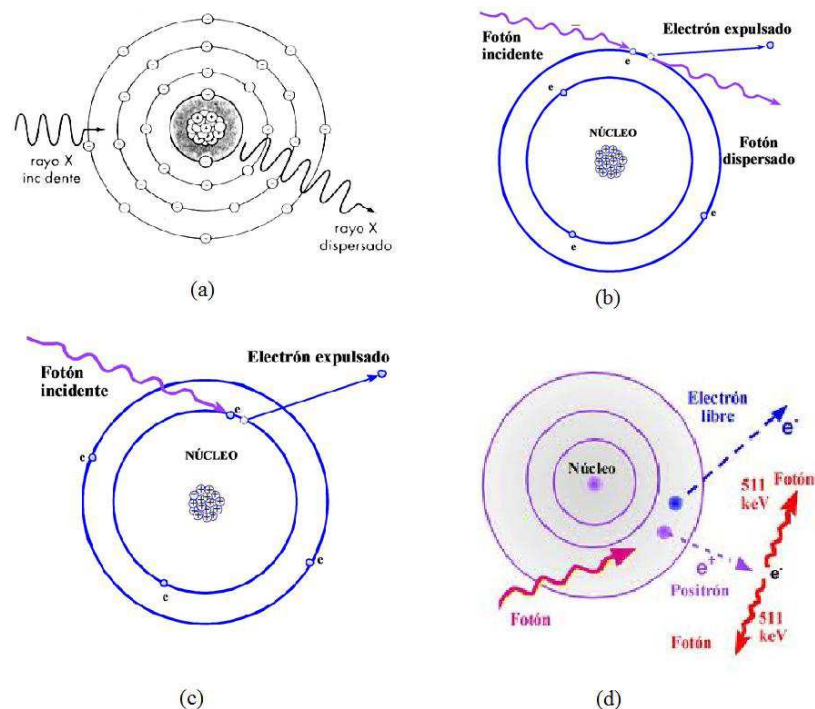 rayo X
incidente
rayo X
dispersado
(a)
Fotón
incidente
Electrón expulsado
e
e
NÚCLEO
Fotón
dispersado
e
e
(b)
Fotón
incidente
Electrón expulsado
e
e
NÚCLEO
e
e
(c)
Electrón
libre
e-
Núcleo
511
keV
Fotón
e+
e-
Positrón
Fotón
511
keV
Fotón
(d)